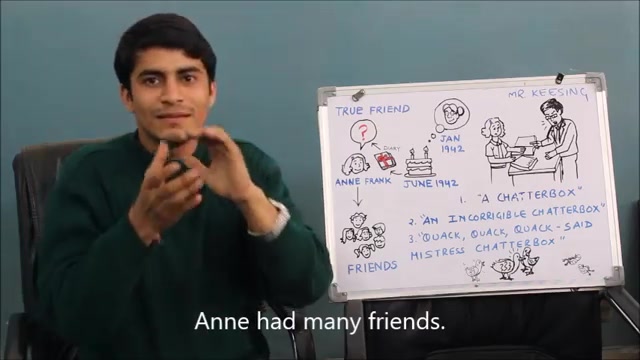 TRUE FRIEND
MR. KEESING
?
DIARY
JAN
1942
ANNE FRANK
JUNE 1942
FRIENDS
1. "A CHATTERBOX"
2. "AN INCORRIGIBLE CHATTERBOX"
3. "QUACK, QUACK, QUACK - SAID
MISTRESS CHATTERBOX"
Anne had many friends.